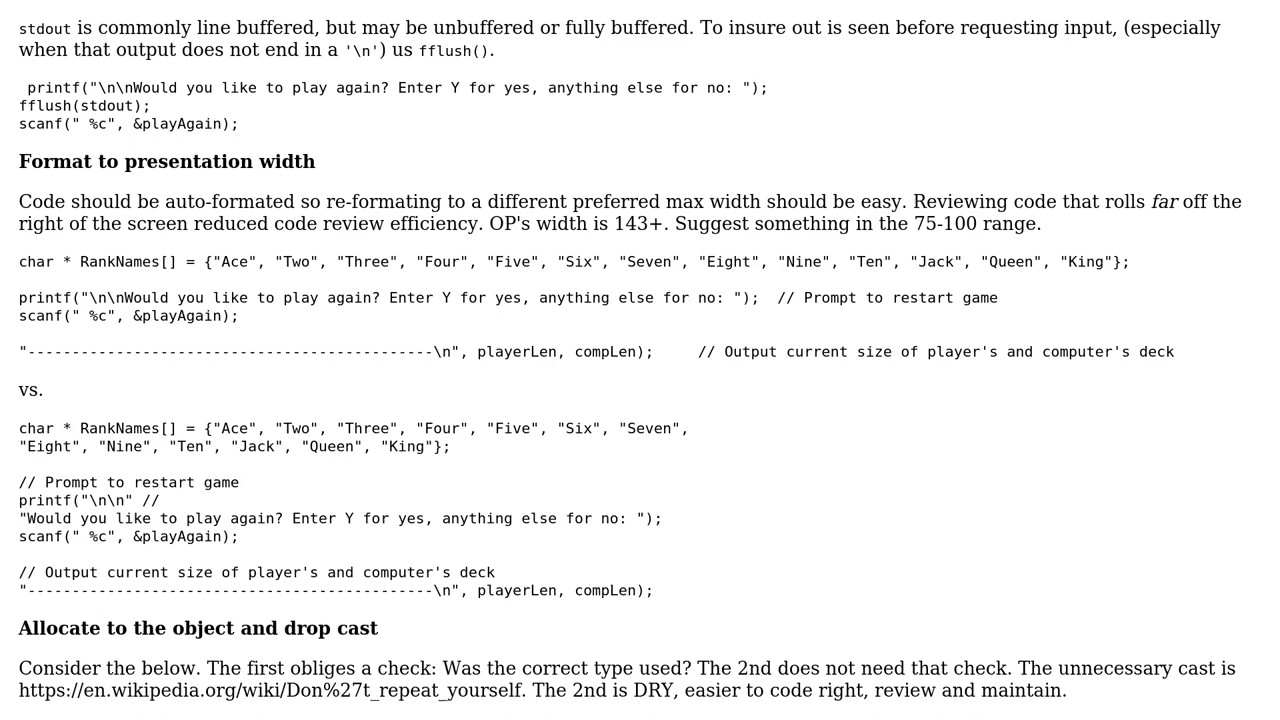 stdout is commonly line buffered, but may be unbuffered or fully buffered. To insure out is seen before requesting input, (especially
when that output does not end in a '\n') us fflush().
printf("\n\nWould you like to play again? Enter Y for yes, anything else for no: ");
fflush(stdout);
scanf(" %c", &playAgain);
Format to presentation width
Code should be auto-formated so re-formating to a different preferred max width should be easy. Reviewing code that rolls far off the
right of the screen reduced code review efficiency. OP's width is 143+. Suggest something in the 75-100 range.
char * RankNames[] = {"Ace", "Two", "Three", "Four", "Five", "Six", "Seven", "Eight", "Nine", "Ten", "Jack", "Queen", "King"};
printf("\n\nWould you like to play again? Enter Y for yes, anything else for no: ");  // Prompt to restart game
scanf(" %c", &playAgain);
"----------------------------------------------\n", playerLen, compLen);     // Output current size of player's and computer's deck
vs.
char * RankNames[] = {"Ace", "Two", "Three", "Four", "Five", "Six", "Seven",
"Eight", "Nine", "Ten", "Jack", "Queen", "King"};
// Prompt to restart game
printf("\n\n" //
"Would you like to play again? Enter Y for yes, anything else for no: ");
scanf(" %c", &playAgain);
// Output current size of player's and computer's deck
"----------------------------------------------\n", playerLen, compLen);
Allocate to the object and drop cast
Consider the below. The first obliges a check: Was the correct type used? The 2nd does not need that check. The unnecessary cast is
https://en.wikipedia.org/wiki/Don%27t_repeat_yourself. The 2nd is DRY, easier to code right, review and maintain.